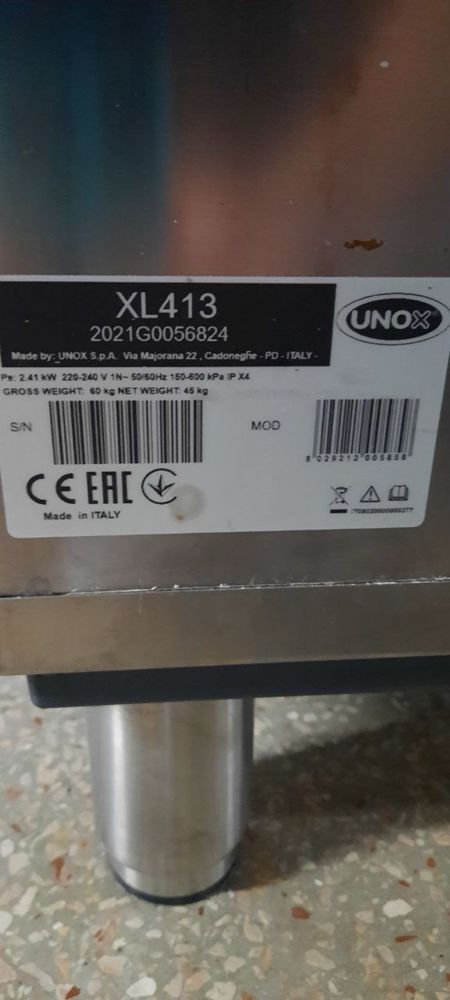 XL413
2021G0056824
UNOX
Made by: UNOX S.p.A. Via Majorana 22 , Cadoneghe - PD - ITALY -
Pe: 2.41 kW 220-240 V 1N~ 50/60Hz 150-600 kPa IP X4
GROSS WEIGHT: 60 kg NET WEIGHT: 45 kg
S/N
MOD
8 029212 005858
CE EAC
Made in ITALY